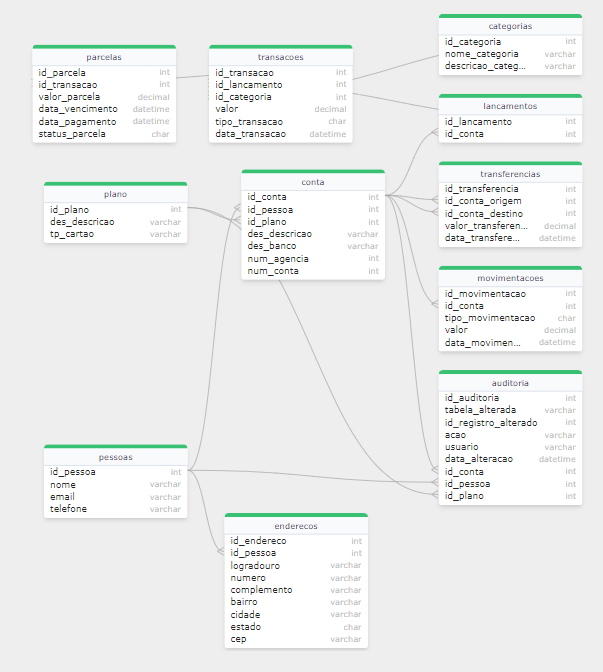 categorias
id_categoria int
nome_categoria varchar
descricao_categ... varchar
parcelas
id_parcela int
id_transacao int
valor_parcela decimal
data_vencimento datetime
data_pagamento datetime
status_parcela char
transacoes
id_transacao int
id_lancamento int
id_categoria int
valor decimal
tipo_transacao char
data_transacao datetime
lancamentos
id_lancamento int
id_conta int
transferencias
id_transferencia int
id_conta_origem int
id_conta_destino int
valor_transferen... decimal
data_transfere... datetime
plano
id_plano int
des_descricao varchar
tp_cartao varchar
conta
id_conta int
id_pessoa int
id_plano int
des_descricao varchar
des_banco varchar
num_agencia int
num_conta int
movimentacoes
id_movimentacao int
id_conta int
tipo_movimentacao char
valor decimal
data_movimen... datetime
auditoria
id_auditoria int
tabela_alterada varchar
id_registro_alterado int
acao varchar
usuario varchar
data_alteracao datetime
id_conta int
id_pessoa int
id_plano int
pessoas
id_pessoa int
nome varchar
email varchar
telefone varchar
enderecos
id_endereco int
id_pessoa int
logradouro varchar
numero varchar
complemento varchar
bairro varchar
cidade varchar
estado char
cep varchar